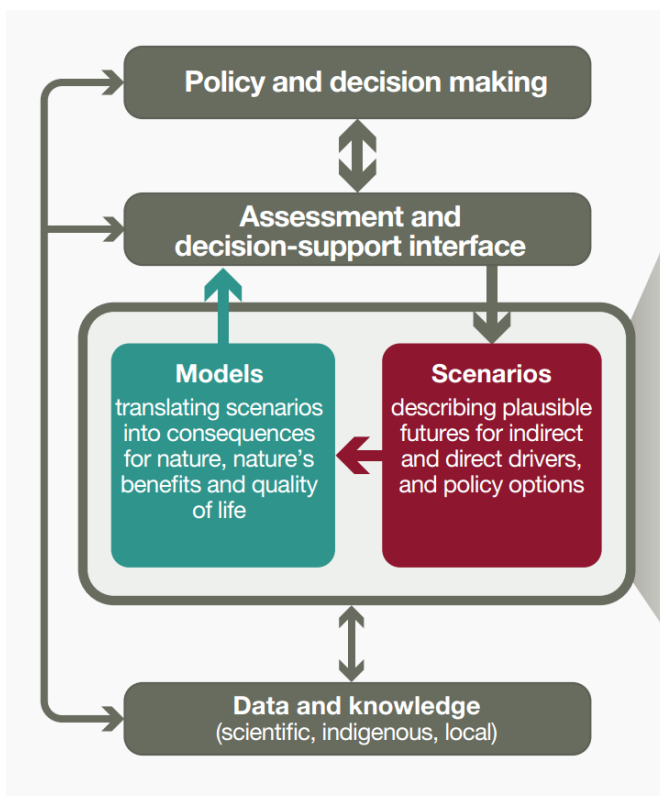 Policy and decision making
Assessment and
decision-support interface
Models
translating scenarios
into consequences
for nature, nature's
benefits and quality
of life
Scenarios
describing plausible
futures for indirect
and direct drivers,
and policy options
Data and knowledge
(scientific, indigenous, local)